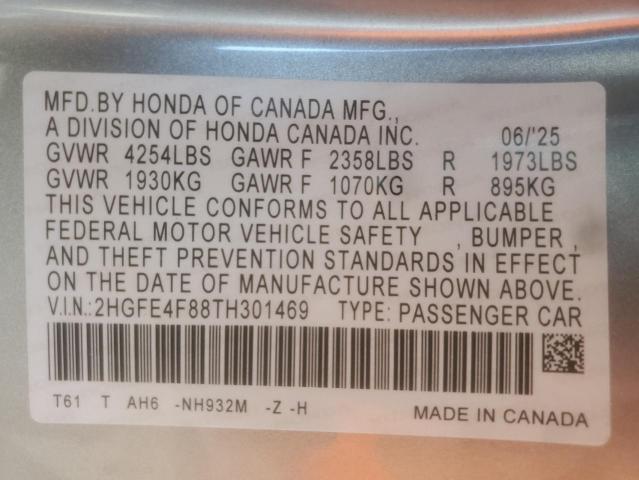 MFD.BY HONDA OF CANADA MFG.,
A DIVISION OF HONDA CANADA INC. 06/'25
GVWR 4254LBS GAWR F 2358LBS R 1973LBS
GVWR 1930KG GAWR F 1070KG R 895KG
THIS VEHICLE CONFORMS TO ALL APPLICABLE
FEDERAL MOTOR VEHICLE SAFETY , BUMPER ,
AND THEFT PREVENTION STANDARDS IN EFFECT
ON THE DATE OF MANUFACTURE SHOWN ABOVE.
V.I.N.:2HGFE4F88TH301469 TYPE: PASSENGER CAR
T61 T AH6 -NH932M -Z -H
MADE IN CANADA